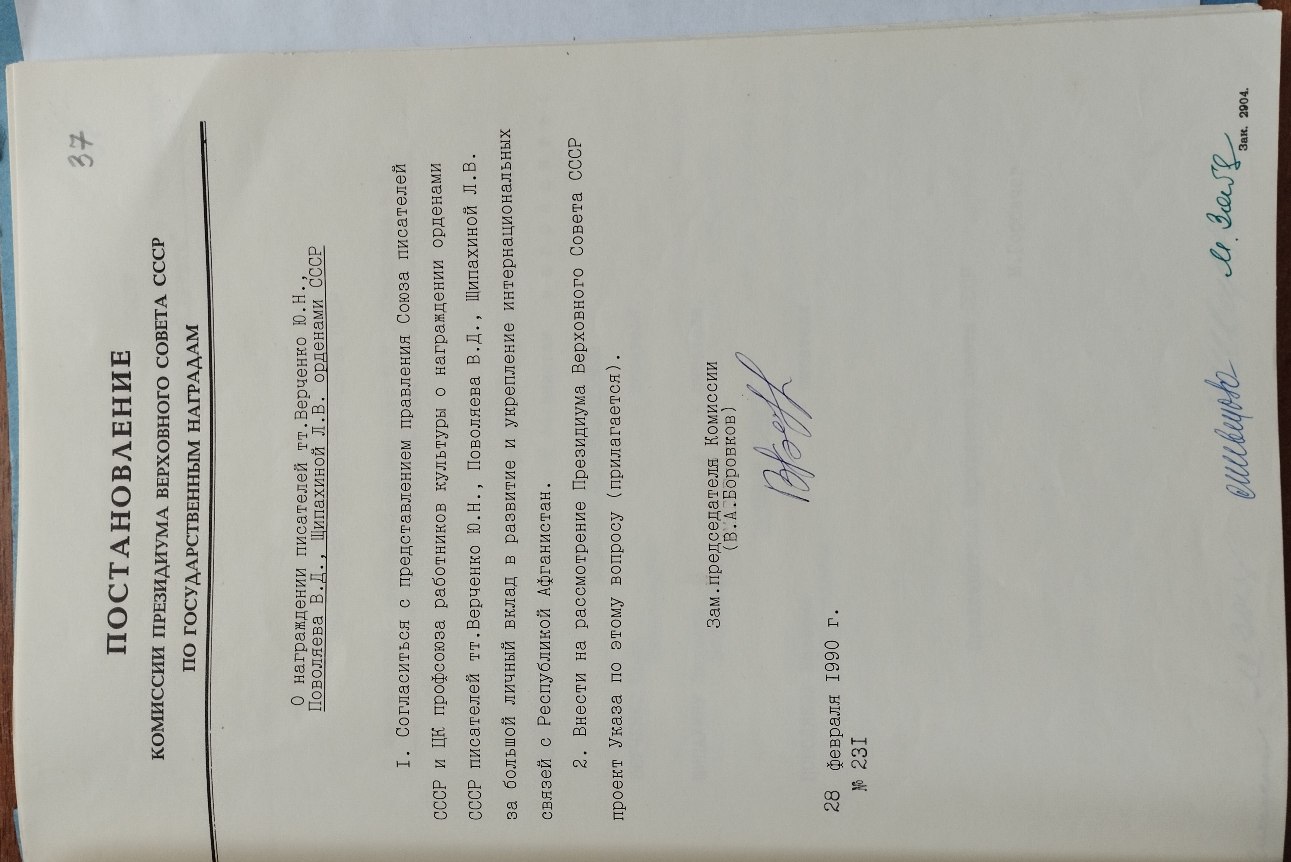 37
ПОСТАНОВЛЕНИЕ
КОМИССИИ ПРЕЗИДИУМА ВЕРХОВНОГО СОВЕТА СССР
ПО ГОСУДАРСТВЕННЫМ НАГРАДАМ
О награждении писателей тт.Верченко Ю.Н.,
Поволяева В.Д., Щипахиной Л.В. орденами СССР
I. Согласиться с представлением правления Союза писателей
СССР и ЦК профсоюза работников культуры о награждении орденами
СССР писателей тт.Верченко Ю.Н., Поволяева В.Д., Щипахиной Л.В.
за большой личный вклад в развитие и укрепление интернациональных
связей с Республикой Афганистан.
2. Внести на рассмотрение Президиума Верховного Совета СССР
проект Указа по этому вопросу (прилагается).
Зам.председателя Комиссии
(В.А.Боровков)
28 февраля I990 г.
№ 23I
Зак. 2904.